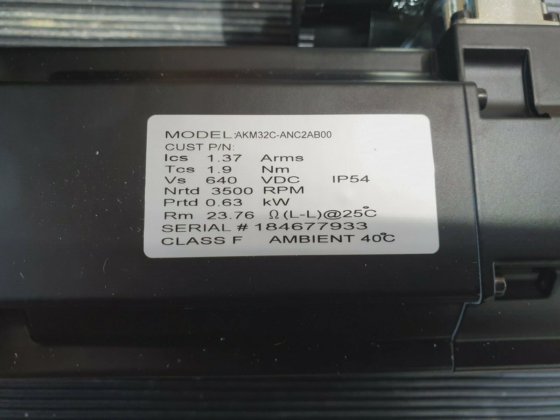 MODEL:AKM32C-ANC2AB00
CUST P/N:
Ics 1.37 Arms
Tcs 1.9 Nm
Vs 640 VDC IP54
Nrtd 3500 RPM
Prtd 0.63 kW
Rm 23.76 Ω(L-L)@25°C
SERIAL # 184677933
CLASS F AMBIENT 40°C